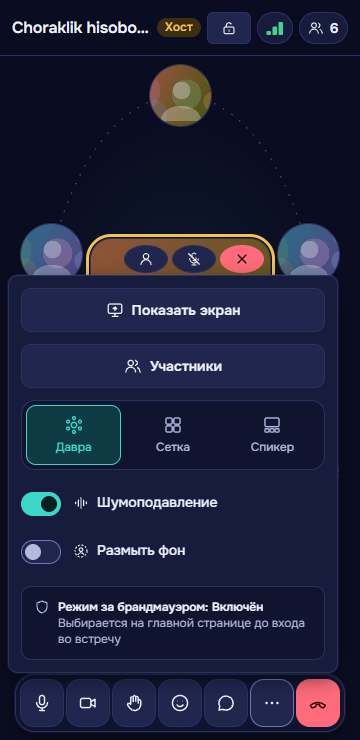 Choraklik hisobo... Хост 6
Показать экран
Участники
Давра Сетка Спикер
Шумоподавление
Размыть фон
Режим за брандмауэром: Включён
Выбирается на главной странице до входа
во встречу